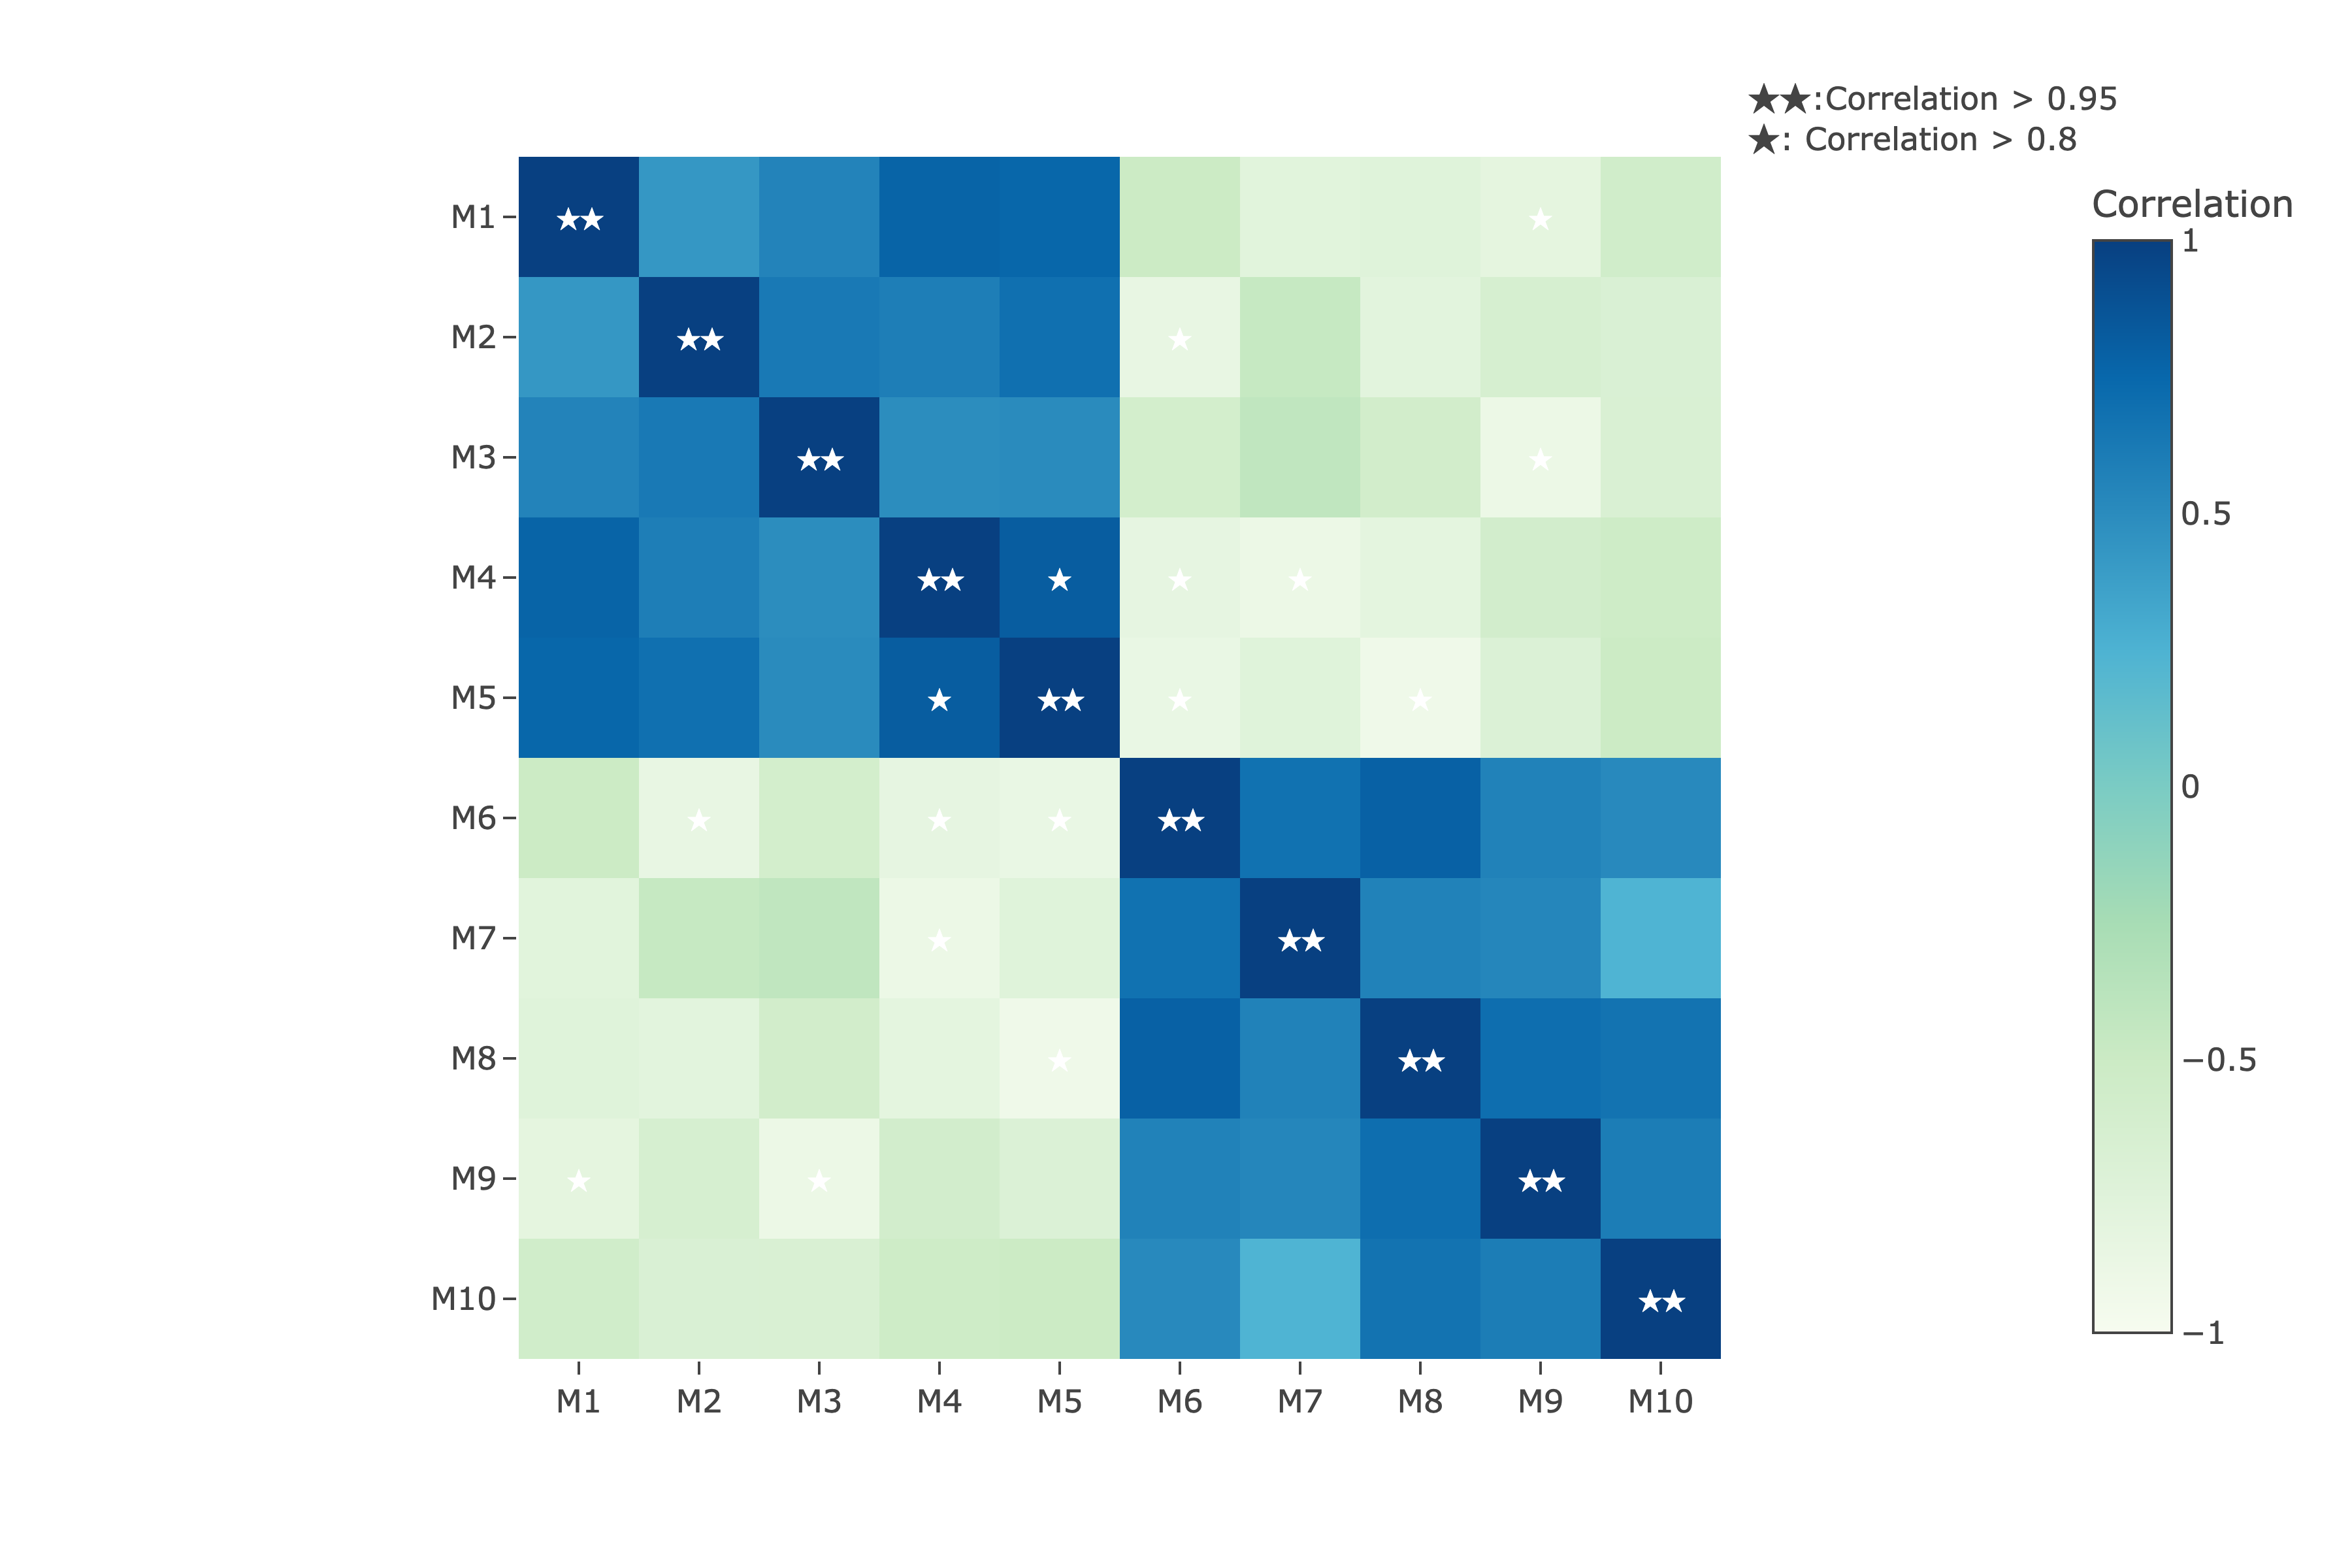 ★★:Correlation > 0.95
★: Correlation > 0.8
Correlation
1
0.5
0
−0.5
−1
M1 ★★ ★
M2 ★★ ★
M3 ★★ ★
M4 ★★ ★ ★ ★
M5 ★ ★★ ★ ★
M6 ★ ★ ★ ★★
M7 ★ ★★
M8 ★ ★★
M9 ★ ★ ★★
M10 ★★
M1 M2 M3 M4 M5 M6 M7 M8 M9 M10